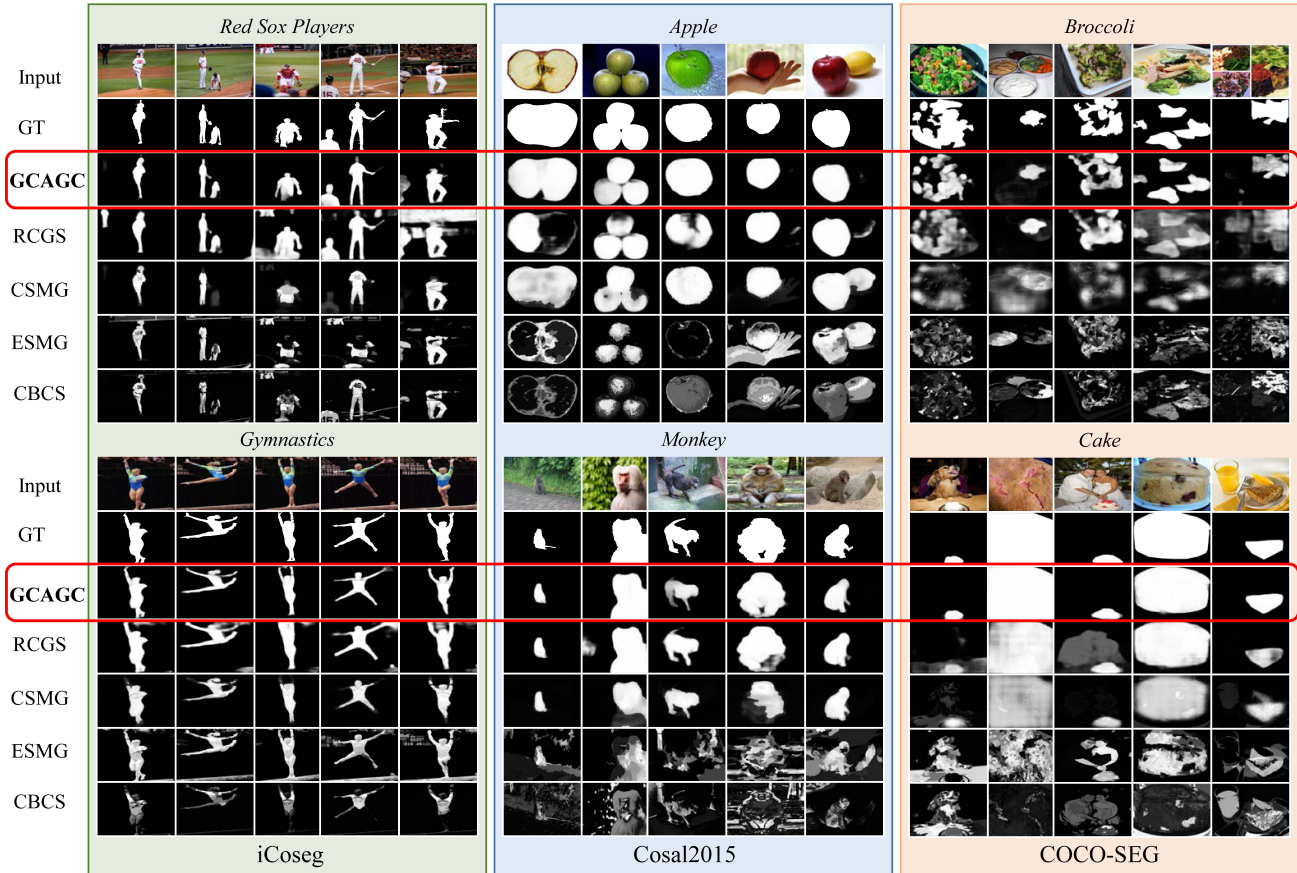 Red Sox Players Apple Broccoli
Input
GT
GCAGC
RCGS
CSMG
ESMG
CBCS
Gymnastics Monkey Cake
Input
GT
GCAGC
RCGS
CSMG
ESMG
CBCS
iCoseg Cosal2015 COCO-SEG